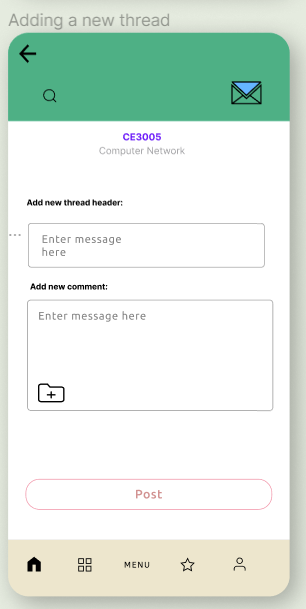 Adding a new thread
CE3005
Computer Network
Add new thread header:
Enter message
here
Add new comment:
Enter message here
Post
MENU